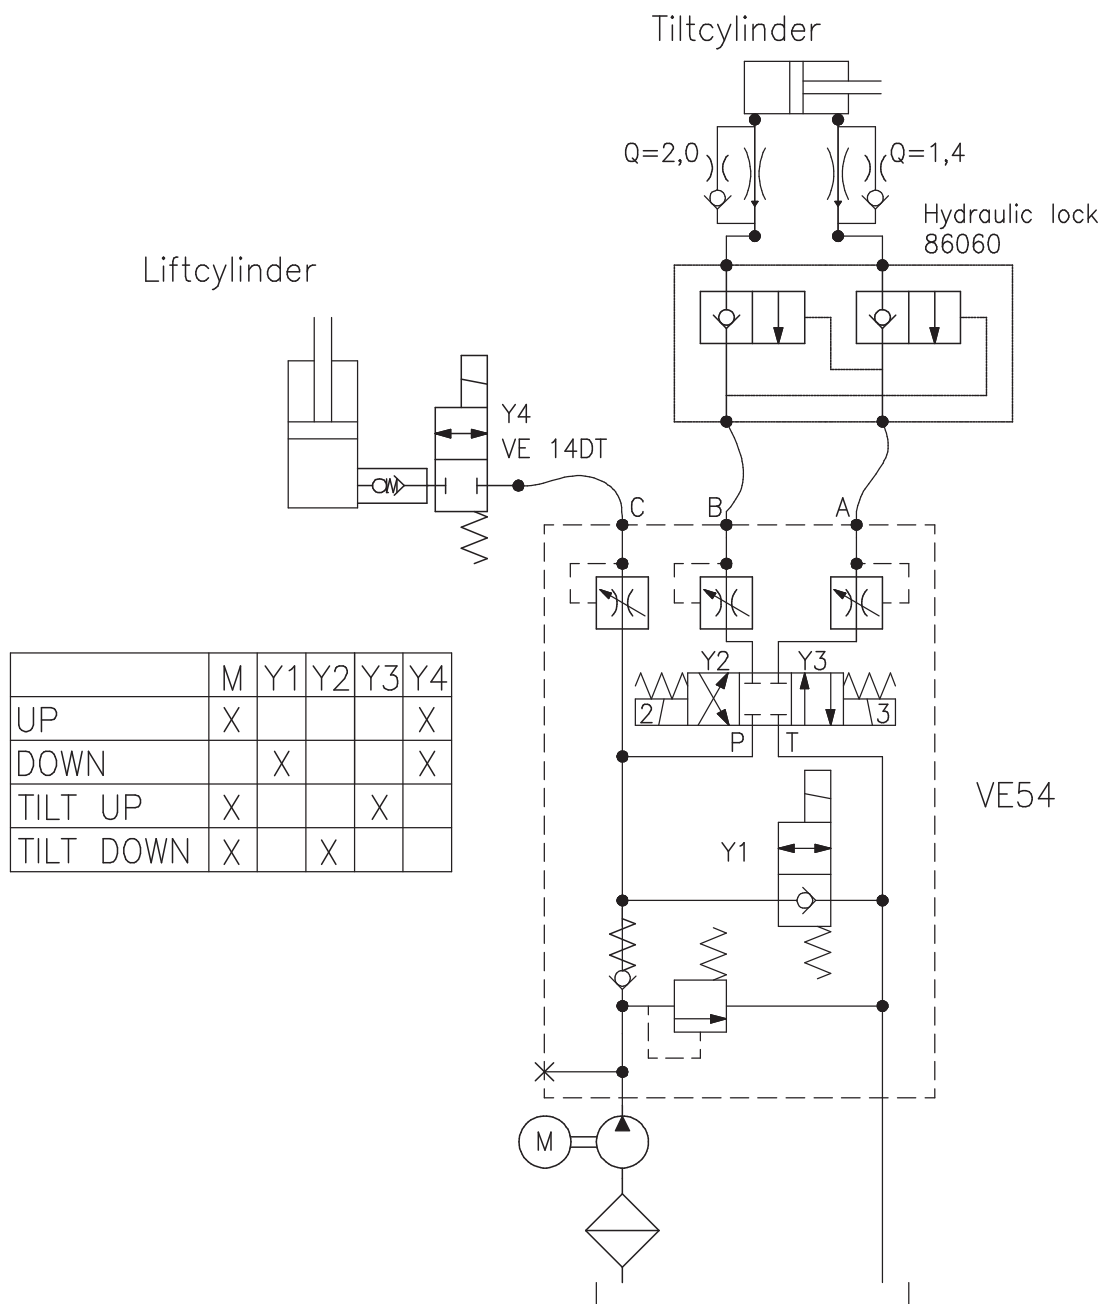 Tiltcylinder
Q=2,0
Q=1,4
Hydraulic lock
86060
Liftcylinder
Y4
VE 14DT
C
B
A
Y2
Y3
2
3
P
T
M Y1 Y2 Y3 Y4
UP X X
DOWN X X
TILT UP X X
TILT DOWN X X
VE54
Y1
M